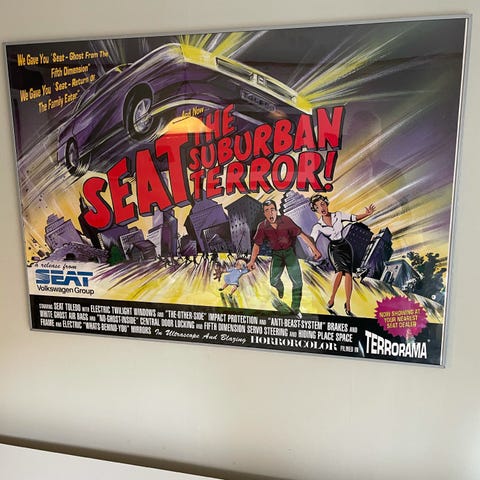 We Gave You 'Seat - Ghost From The
Fifth Dimension"
We Gave You 'Seat - Return Of
The Family Eater"
And Now...
SEAT THE
SUBURBAN
TERROR!
a release from
SEAT
Volkswagen Group
NOW SHOWING AT
YOUR NEAREST
SEAT DEALER
STARRING SEAT TOLEDO WITH ELECTRIC TWILIGHT WINDOWS AND "THE-OTHER-SIDE" IMPACT PROTECTION AND "ANTI-BEAST-SYSTEM" BRAKES AND
WHITE GHOST AIR BAGS AND "NO-GHOST-INSIDE" CENTRAL DOOR LOCKING AND FIFTH DIMENSION SERVO STEERING AND HIDING PLACE SPACE
FRAME AND ELECTRIC "WHATS-BEHIND-YOU" MIRRORS In Ultrascope And Blazing HORRORCOLOR FILMED IN TERRORAMA